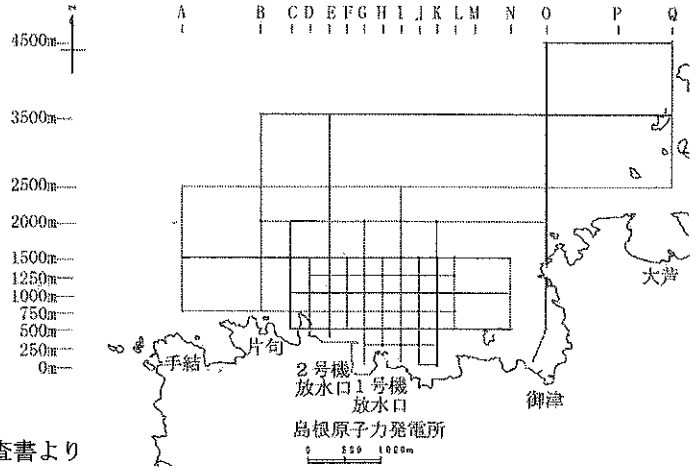 N
A B C D E F G H I J K L M N O P Q
4500m
3500m
2500m
2000m
1500m
1250m
1000m
750m
500m
250m
0m
大芦
手結
片句
2号機
放水口
1号機
放水口
御津
島根原子力発電所
0 500 1000m
査書より